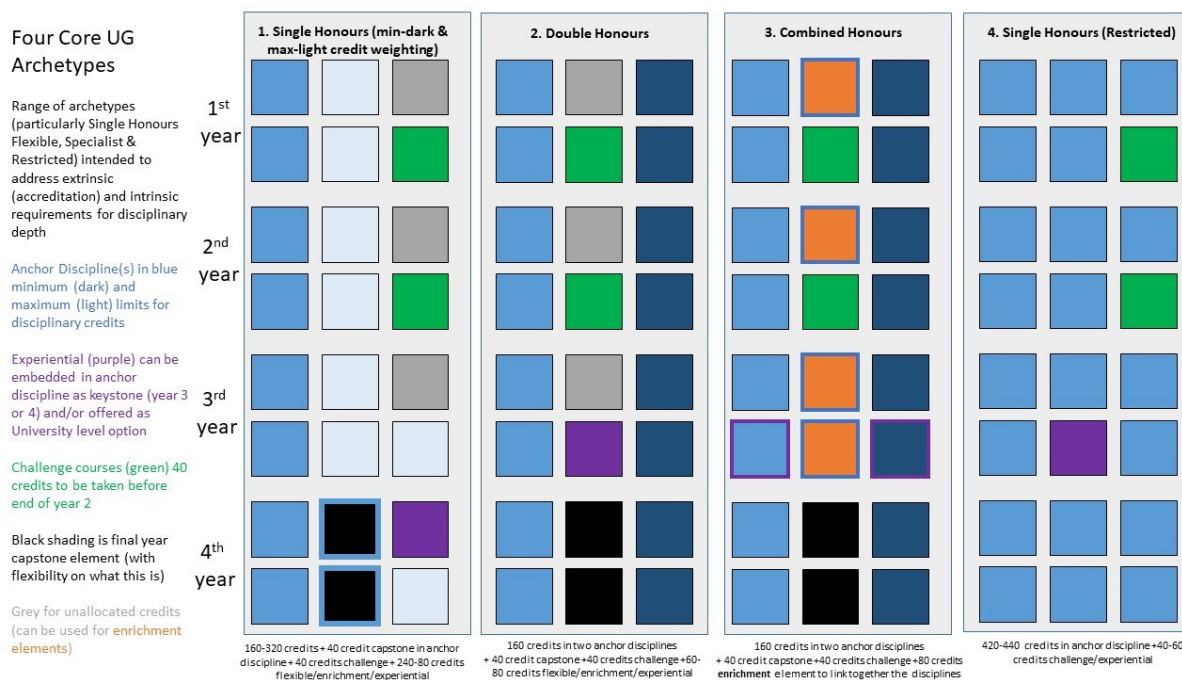 Four Core UG
Archetypes
Range of archetypes
(particularly Single Honours
Flexible, Specialist &
Restricted) intended to
address extrinsic
(accreditation) and intrinsic
requirements for disciplinary
depth
Anchor Discipline(s) in blue
minimum (dark) and
maximum (light) limits for
disciplinary credits
Experiential (purple) can be
embedded in anchor
discipline as keystone (year 3
or 4) and/or offered as
University level option
Challenge courses (green) 40
credits to be taken before
end of year 2
Black shading is final year
capstone element (with
flexibility on what this is)
Grey for unallocated credits
(can be used for enrichment
elements)
1st
year
2nd
year
3rd
year
4th
year
1. Single Honours (min-dark &
max-light credit weighting)
160-320 credits + 40 credit capstone in anchor
discipline + 40 credits challenge + 240-80 credits
flexible/enrichment/experiential
2. Double Honours
160 credits in two anchor disciplines
+ 40 credit capstone +40 credits challenge +60-
80 credits flexible/enrichment/experiential
3. Combined Honours
160 credits in two anchor disciplines
+ 40 credit capstone +40 credits challenge +80 credits
enrichment element to link together the disciplines
4. Single Honours (Restricted)
420-440 credits in anchor discipline +40-60
credits challenge/experiential